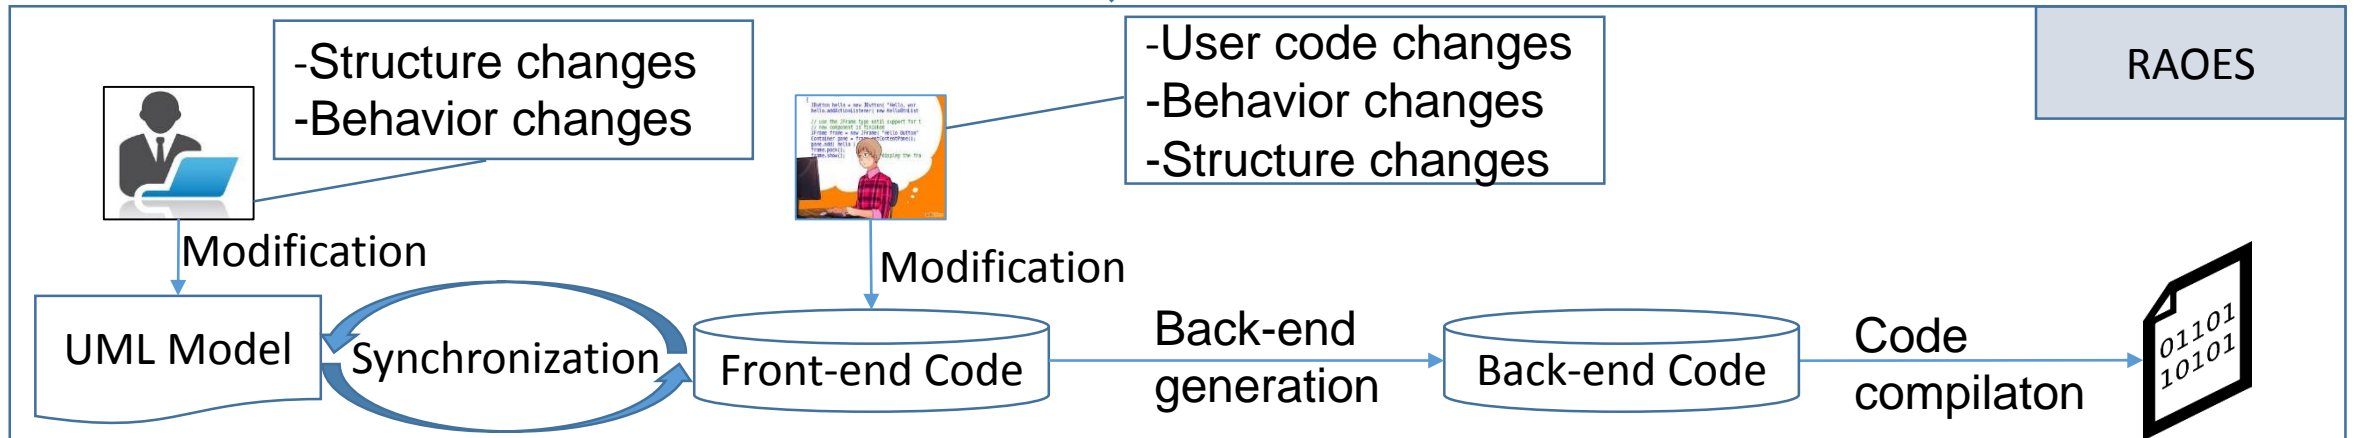 -Structure changes
-Behavior changes
-User code changes
-Behavior changes
-Structure changes
RAOES
Modification
Modification
UML Model
Synchronization
Front-end Code
Back-end
generation
Back-end Code
Code
compilaton
01101
10101